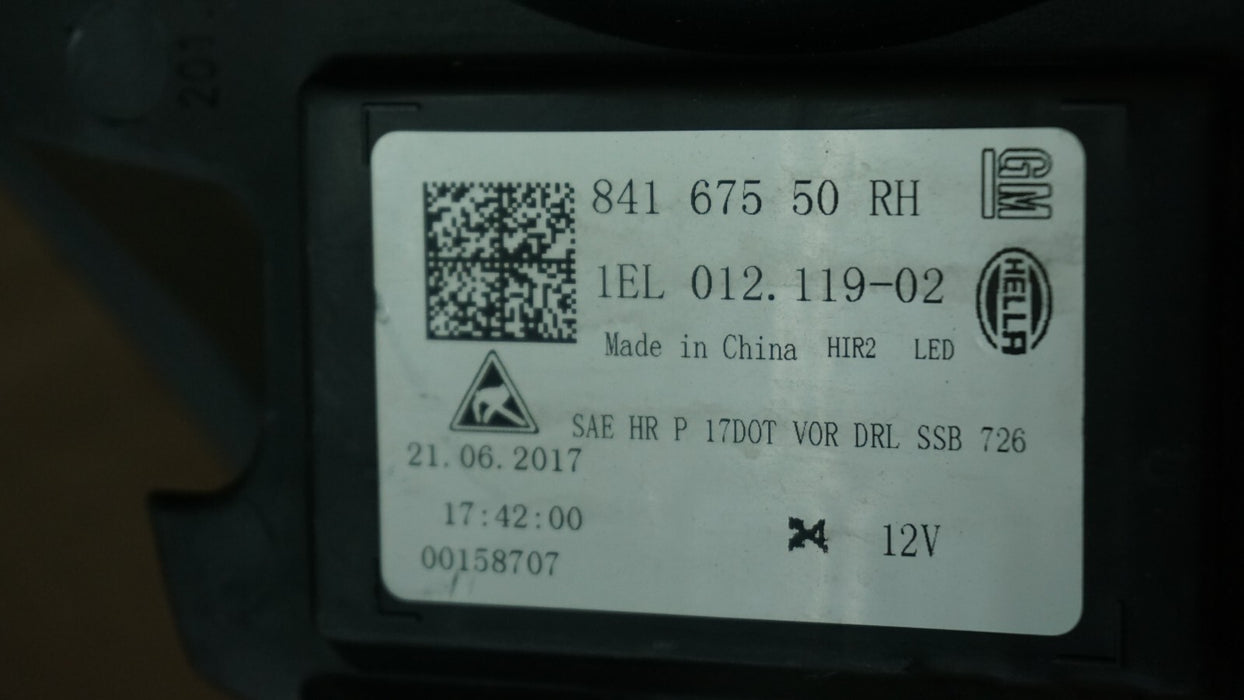 201
841 675 50 RH
GM
1EL 012.119-02
HELLA
Made in China HIR2 LED
SAE HR P 17DOT VOR DRL SSB 726
21.06.2017
17:42:00
12V
00158707